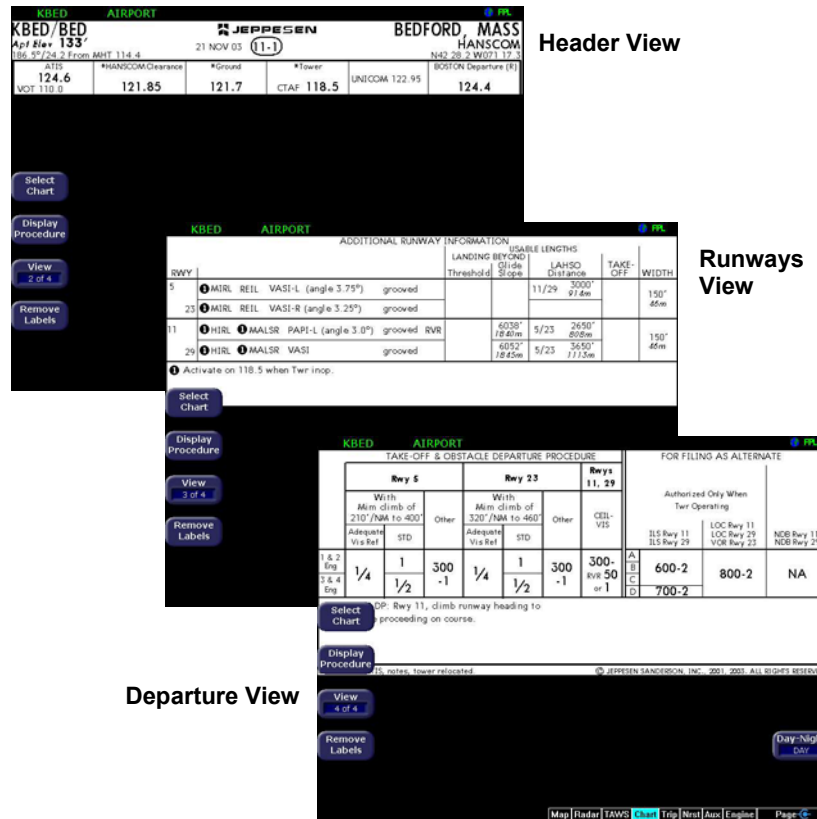 KBED AIRPORT FPL
KBED/BED JEPPESEN BEDFORD, MASS
Apt Elev 133' 21 NOV 03 11-1 HANSCOM
186.5°/24.2 From MHT 114.4 N42 28.2 W071 17.3
Header View
ATIS *HANSCOM Clearance *Ground *Tower UNICOM 122.95 BOSTON Departure (R)
124.6 121.85 121.7 CTAF 118.5 124.4
VOT 110.0
Select
Chart
Display
Procedure
View
2 of 4
Remove
Labels
KBED AIRPORT FPL
ADDITIONAL RUNWAY INFORMATION
USABLE LENGTHS
LANDING BEYOND
RWY Threshold Glide Slope LAHSO Distance TAKE-OFF WIDTH
5 1 MIRL REIL VASI-L (angle 3.75°) grooved 11/29 3000' 914m 150' 46m
23 1 MIRL REIL VASI-R (angle 3.25°) grooved
11 1 HIRL 1 MALSR PAPI-L (angle 3.0°) grooved RVR 6038' 1840m 5/23 2650' 808m 150' 46m
29 1 HIRL 1 MALSR VASI grooved 6052' 1845m 5/23 3650' 1113m
1 Activate on 118.5 when Twr inop.
Runways
View
Select
Chart
Display
Procedure
View
3 of 4
Remove
Labels
KBED AIRPORT FPL
TAKE-OFF & OBSTACLE DEPARTURE PROCEDURE FOR FILING AS ALTERNATE
Rwy 5 Rwy 23 Rwys 11, 29
With Mim climb of 210'/NM to 400' Other With Mim climb of 320'/NM to 460' Other CEIL-VIS
Adequate Vis Ref STD Adequate Vis Ref STD
Authorized Only When
Twr Operating
ILS Rwy 11 LOC Rwy 11 NDB Rwy 11
ILS Rwy 29 LOC Rwy 29 NDB Rwy 29
VOR Rwy 23
1 & 2 Eng 1/4 1 300-1 1/4 1 300-1 300-RVR 50 or 1
3 & 4 Eng 1/2 1/2
A B C 600-2 800-2 NA
D 700-2
DP: Rwy 11, climb runway heading to
proceeding on course.
notes, tower relocated. © JEPPESEN SANDERSON, INC., 2001, 2003. ALL RIGHTS RESERV
Select
Chart
Display
Procedure
View
4 of 4
Remove
Labels
Departure View
Day-Nig
DAY
Map Radar TAWS Chart Trip Nrst Aux Engine Page